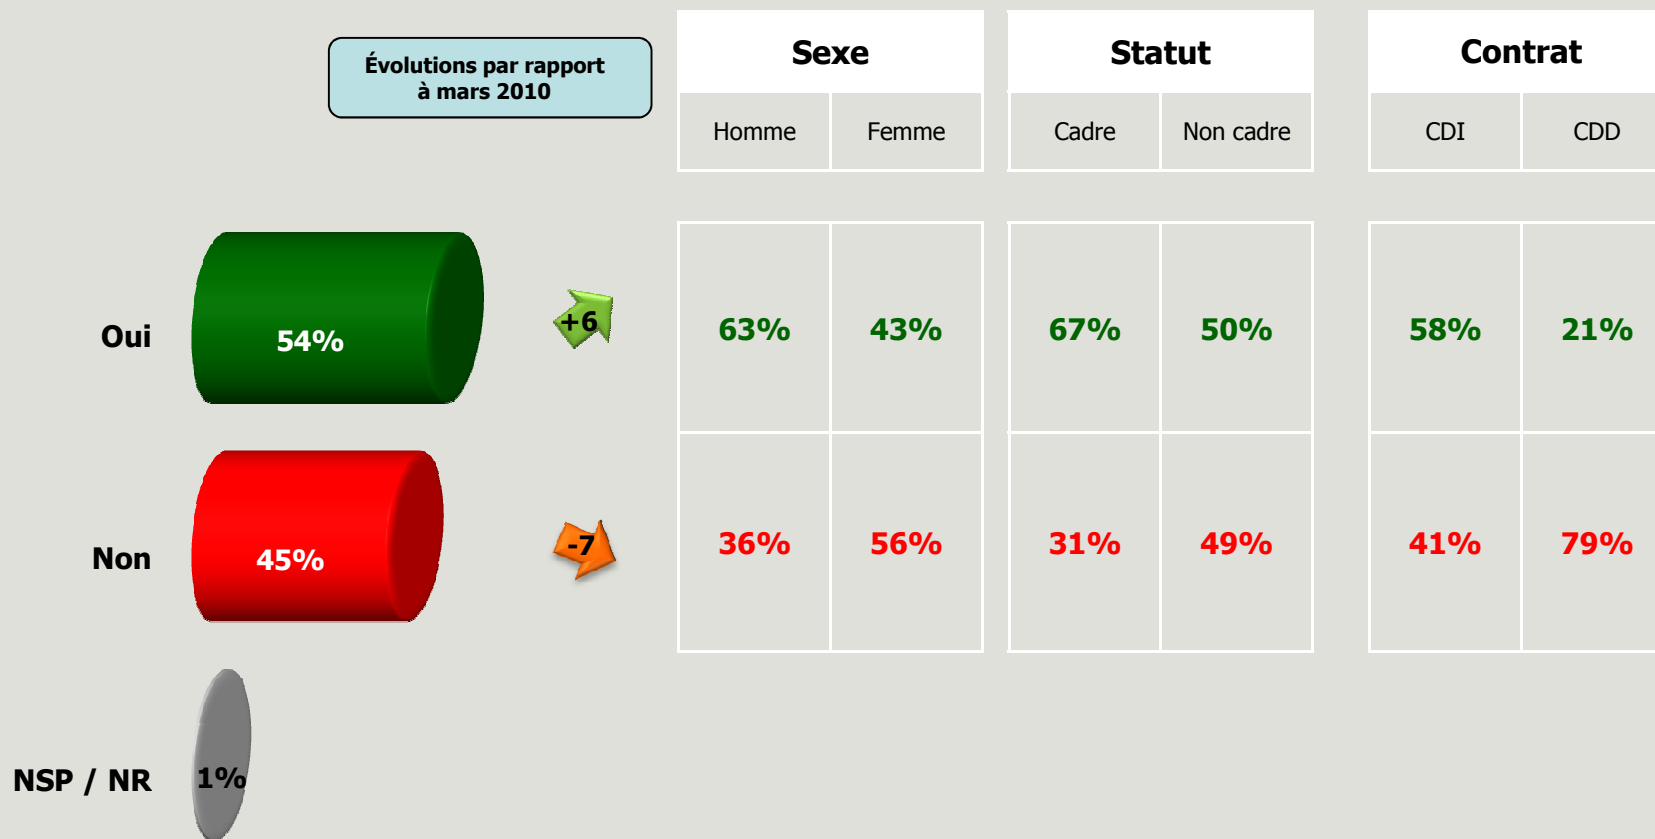 Évolutions par rapport
à mars 2010
Sexe
Statut
Contrat
Homme
Femme
Cadre
Non cadre
CDI
CDD
Oui
54%
+6
63%
43%
67%
50%
58%
21%
Non
45%
-7
36%
56%
31%
49%
41%
79%
NSP / NR
1%